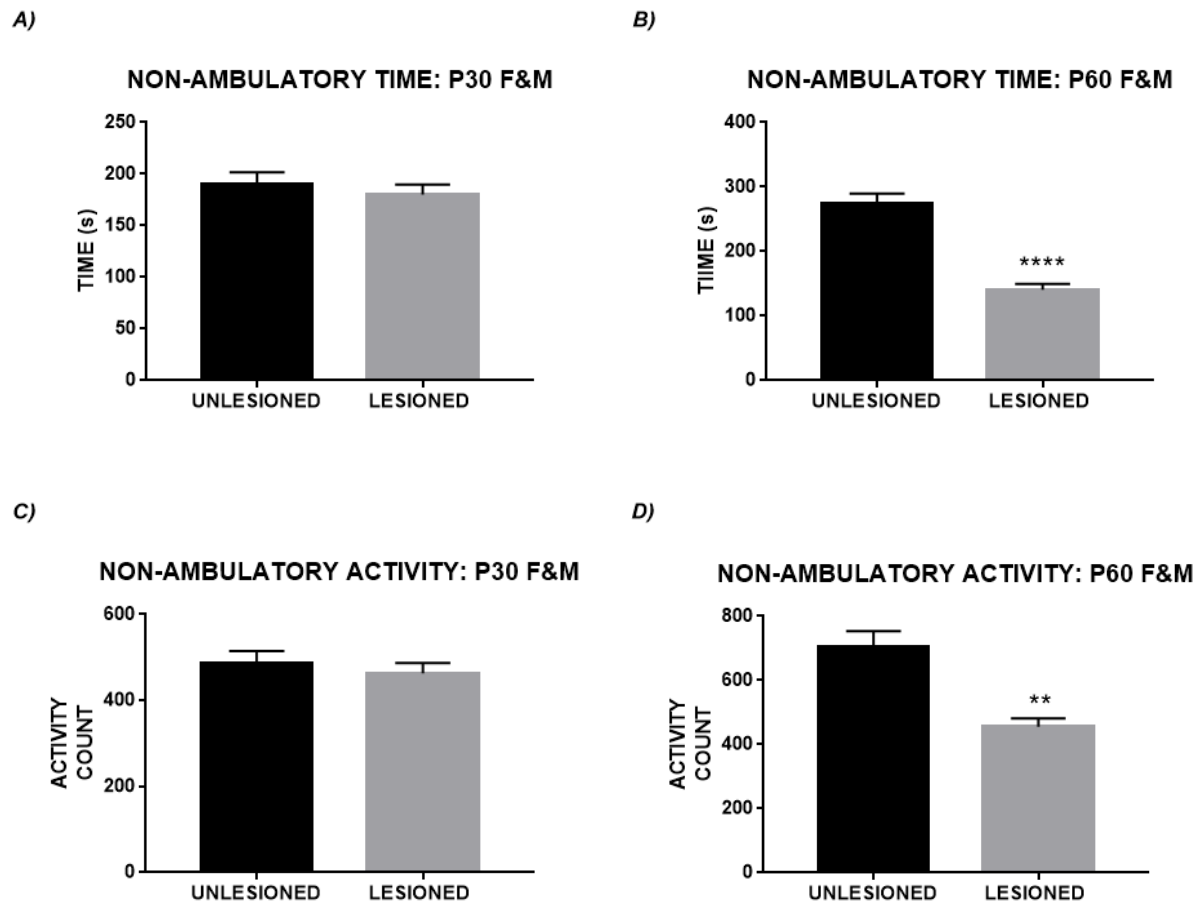 A)
NON-AMBULATORY TIME: P30 F&M
250
200
150
100
50
0
TIME (s)
UNLESIONED LESIONED
B)
NON-AMBULATORY TIME: P60 F&M
400
300
200
100
0
TIIME (s)
****
UNLESIONED LESIONED
C)
NON-AMBULATORY ACTIVITY: P30 F&M
600
400
200
0
ACTIVITY
COUNT
UNLESIONED LESIONED
D)
NON-AMBULATORY ACTIVITY: P60 F&M
800
600
400
200
0
ACTIVITY
COUNT
**
UNLESIONED LESIONED